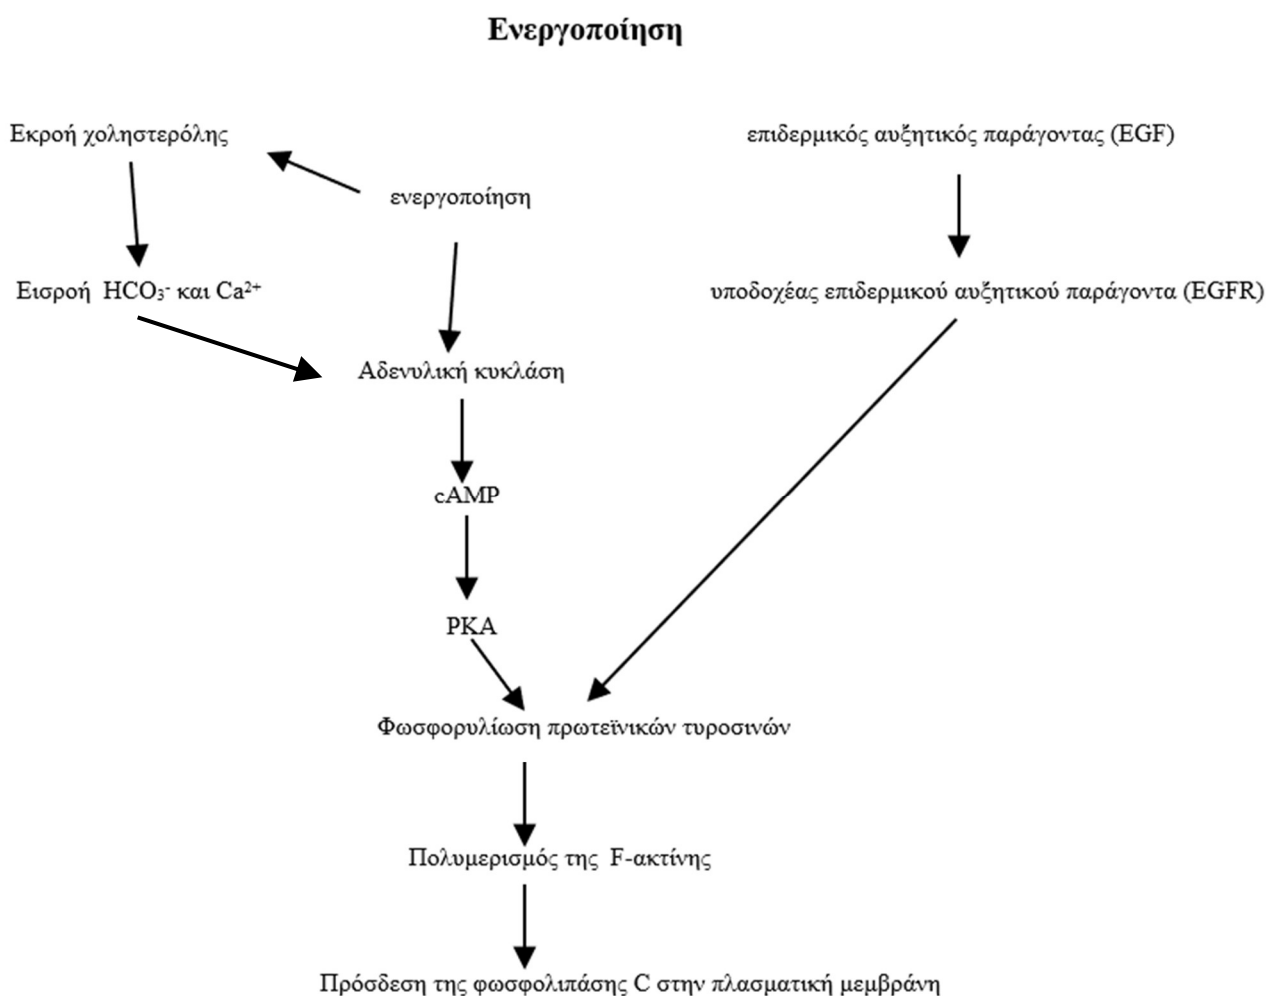 Ενεργοποίηση
Εκροή χοληστερόλης
επιδερμικός αυξητικός παράγοντας (EGF)
ενεργοποίηση
Εισροή HCO₃⁻ και Ca²⁺
υποδοχέας επιδερμικού αυξητικού παράγοντα (EGFR)
Αδενυλική κυκλάση
cAMP
PKA
Φωσφορυλίωση πρωτεϊνικών τυροσινών
Πολυμερισμός της F-ακτίνης
Πρόσδεση της φωσφολιπάσης C στην πλασματική μεμβράνη